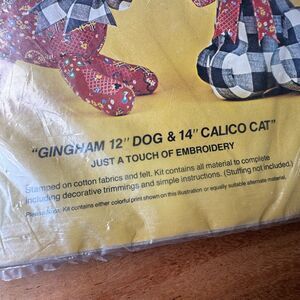 "GINGHAM 12" DOG & 14" CALICO CAT"
JUST A TOUCH OF EMBROIDERY
Stamped on cotton fabrics and felt. Kit contains all material to complete
including decorative trimmings and simple instructions. (Stuffing not included.)
Please Note: Kit contains either colorful print shown on this illustration or equally suitable alternate material.